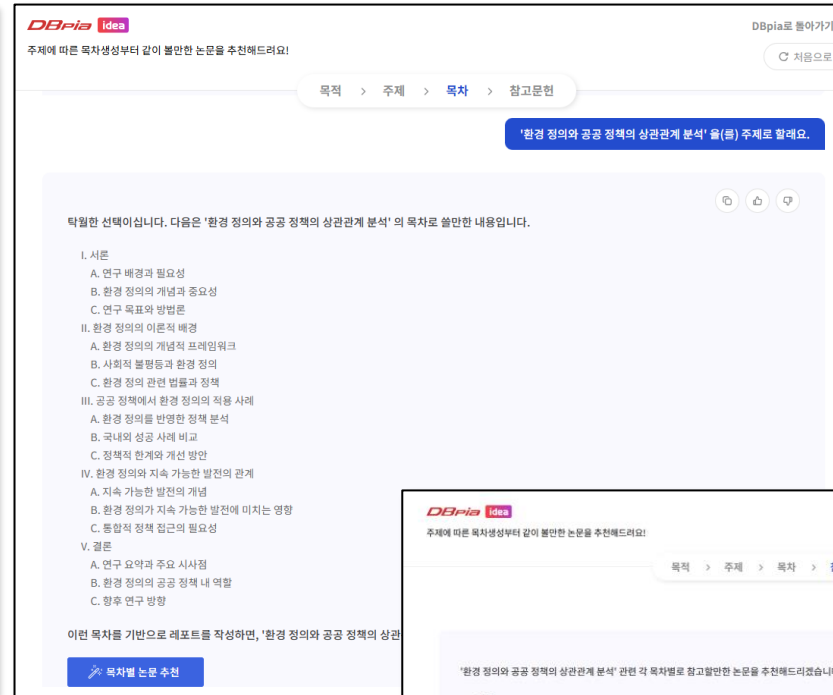 DBpia idea
DBpia로 돌아가기
주제에 따른 목차생성부터 같이 볼만한 논문을 추천해드려요!
처음으로
목적 > 주제 > 목차 > 참고문헌
'환경 정의와 공공 정책의 상관관계 분석' 을(를) 주제로 할래요.
탁월한 선택이십니다. 다음은 '환경 정의와 공공 정책의 상관관계 분석' 의 목차로 쓸만한 내용입니다.
I. 서론
A. 연구 배경과 필요성
B. 환경 정의의 개념과 중요성
C. 연구 목표와 방법론
II. 환경 정의의 이론적 배경
A. 환경 정의의 개념적 프레임워크
B. 사회적 불평등과 환경 정의
C. 환경 정의 관련 법률과 정책
III. 공공 정책에서 환경 정의의 적용 사례
A. 환경 정의를 반영한 정책 분석
B. 국내외 성공 사례 비교
C. 정책적 한계와 개선 방안
IV. 환경 정의와 지속 가능한 발전의 관계
A. 지속 가능한 발전의 개념
B. 환경 정의가 지속 가능한 발전에 미치는 영향
C. 통합적 정책 접근의 필요성
V. 결론
A. 연구 요약과 주요 시사점
B. 환경 정의의 공공 정책 내 역할
C. 향후 연구 방향
이런 목차를 기반으로 레포트를 작성하면, '환경 정의와 공공 정책의 상관
목차별 논문 추천
DBpia idea
주제에 따른 목차생성부터 같이 볼만한 논문을 추천해드려요!
목적 > 주제 > 목차 >
'환경 정의와 공공 정책의 상관관계 분석' 관련 각 목차별로 참고할만한 논문을 추천해드리겠습니